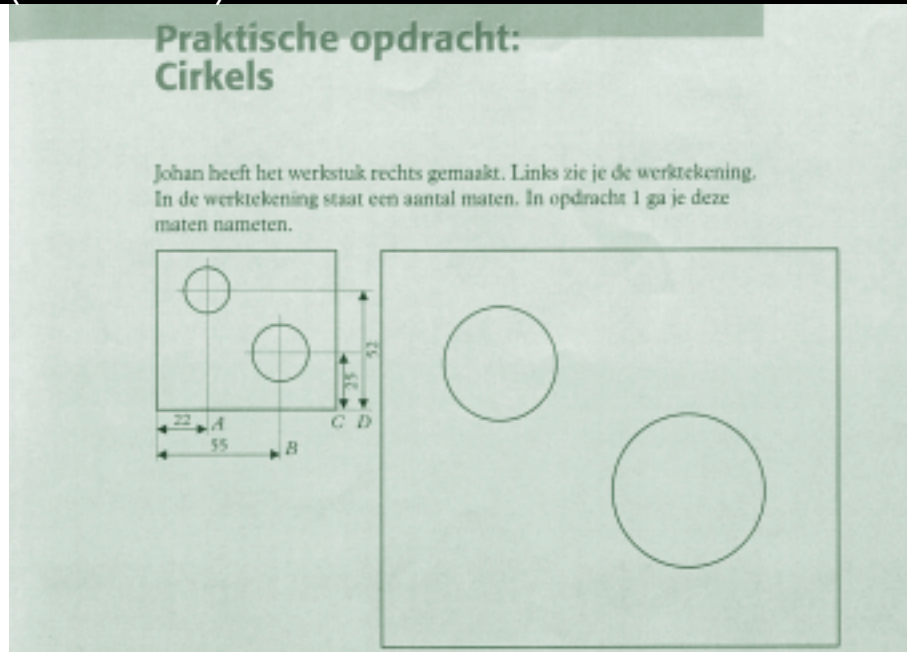 Praktische opdracht:
Cirkels
Johan heeft het werkstuk rechts gemaakt. Links zie je de werktekening.
In de werktekening staat een aantal maten. In opdracht 1 ga je deze
maten nameten.
52
25
22 A C D
55 B